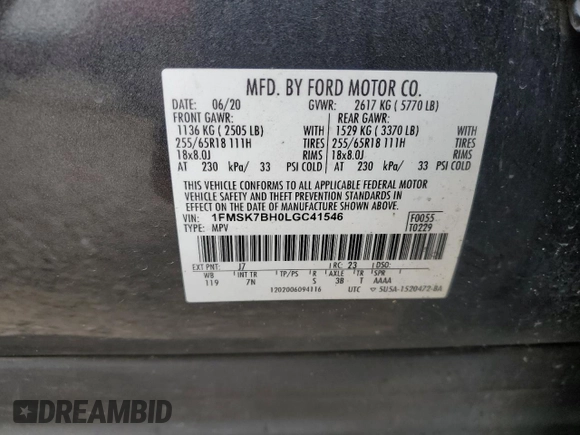 MFD. BY FORD MOTOR CO.
DATE: 06/20 GVWR: 2617 KG ( 5770 LB)
FRONT GAWR: REAR GAWR:
1136 KG ( 2505 LB) WITH 1529 KG ( 3370 LB) WITH
255/65R18 111H TIRES 255/65R18 111H TIRES
18x8.0J RIMS 18x8.0J RIMS
AT 230 kPa/ 33 PSI COLD AT 230 kPa/ 33 PSI COLD
THIS VEHICLE CONFORMS TO ALL APPLICABLE FEDERAL MOTOR
VEHICLE SAFETY AND THEFT PREVENTION STANDARDS
IN EFFECT ON THE DATE OF MANUFACTURE SHOWN ABOVE.
VIN: 1FMSK7BH0LGC41546 F0055
TYPE: MPV T0229
EXT PNT: J7 RC: 23 DSO:
WB INT TR TP/PS R AXLE TR SPR
119 7N S 38 T AAAA
1202006094116 UTC 5U5A-1520472-BA
DREAMBID